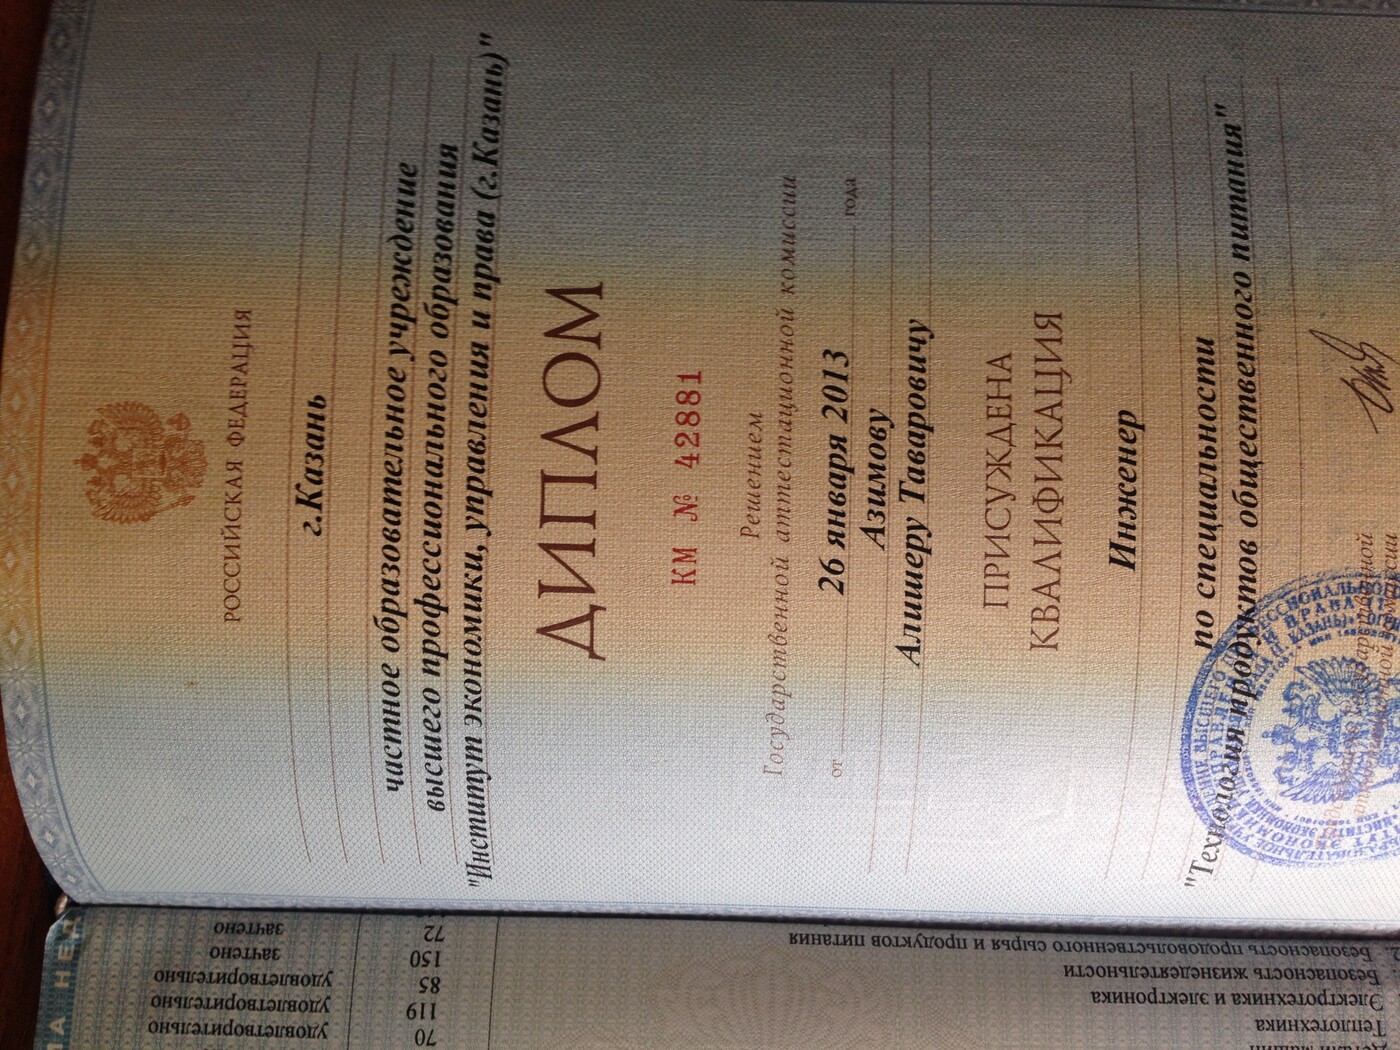 РОССИЙСКАЯ ФЕДЕРАЦИЯ
г.Казань
частное образовательное учреждение
высшего профессионального образования
"Институт экономики, управления и права (г.Казань)"
ДИПЛОМ
КМ № 42881
Решением
Государственной аттестационной комиссии
от 26 января 2013 года
Азимову
Алишеру Таваровичу
ПРИСУЖДЕНА
КВАЛИФИКАЦИЯ
Инженер
по специальности
"Технология продуктов общественного питания"
Теплотехника 70 удовлетворительно
Электротехника и электроника 119 удовлетворительно
Безопасность жизнедеятельности 85 удовлетворительно
Безопасность продовольственного сырья и продуктов питания 150 зачтено
72 зачтено